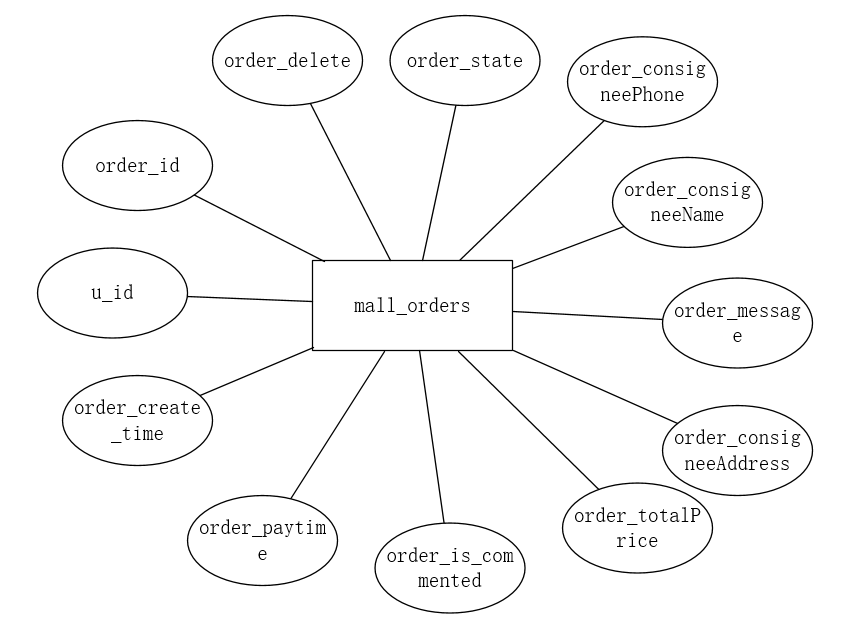 order_delete
order_state
order_consig
neePhone
order_id
order_consig
neeName
u_id
mall_orders
order_messag
e
order_create
_time
order_consig
neeAddress
order_paytim
e
order_is_com
mented
order_totalP
rice